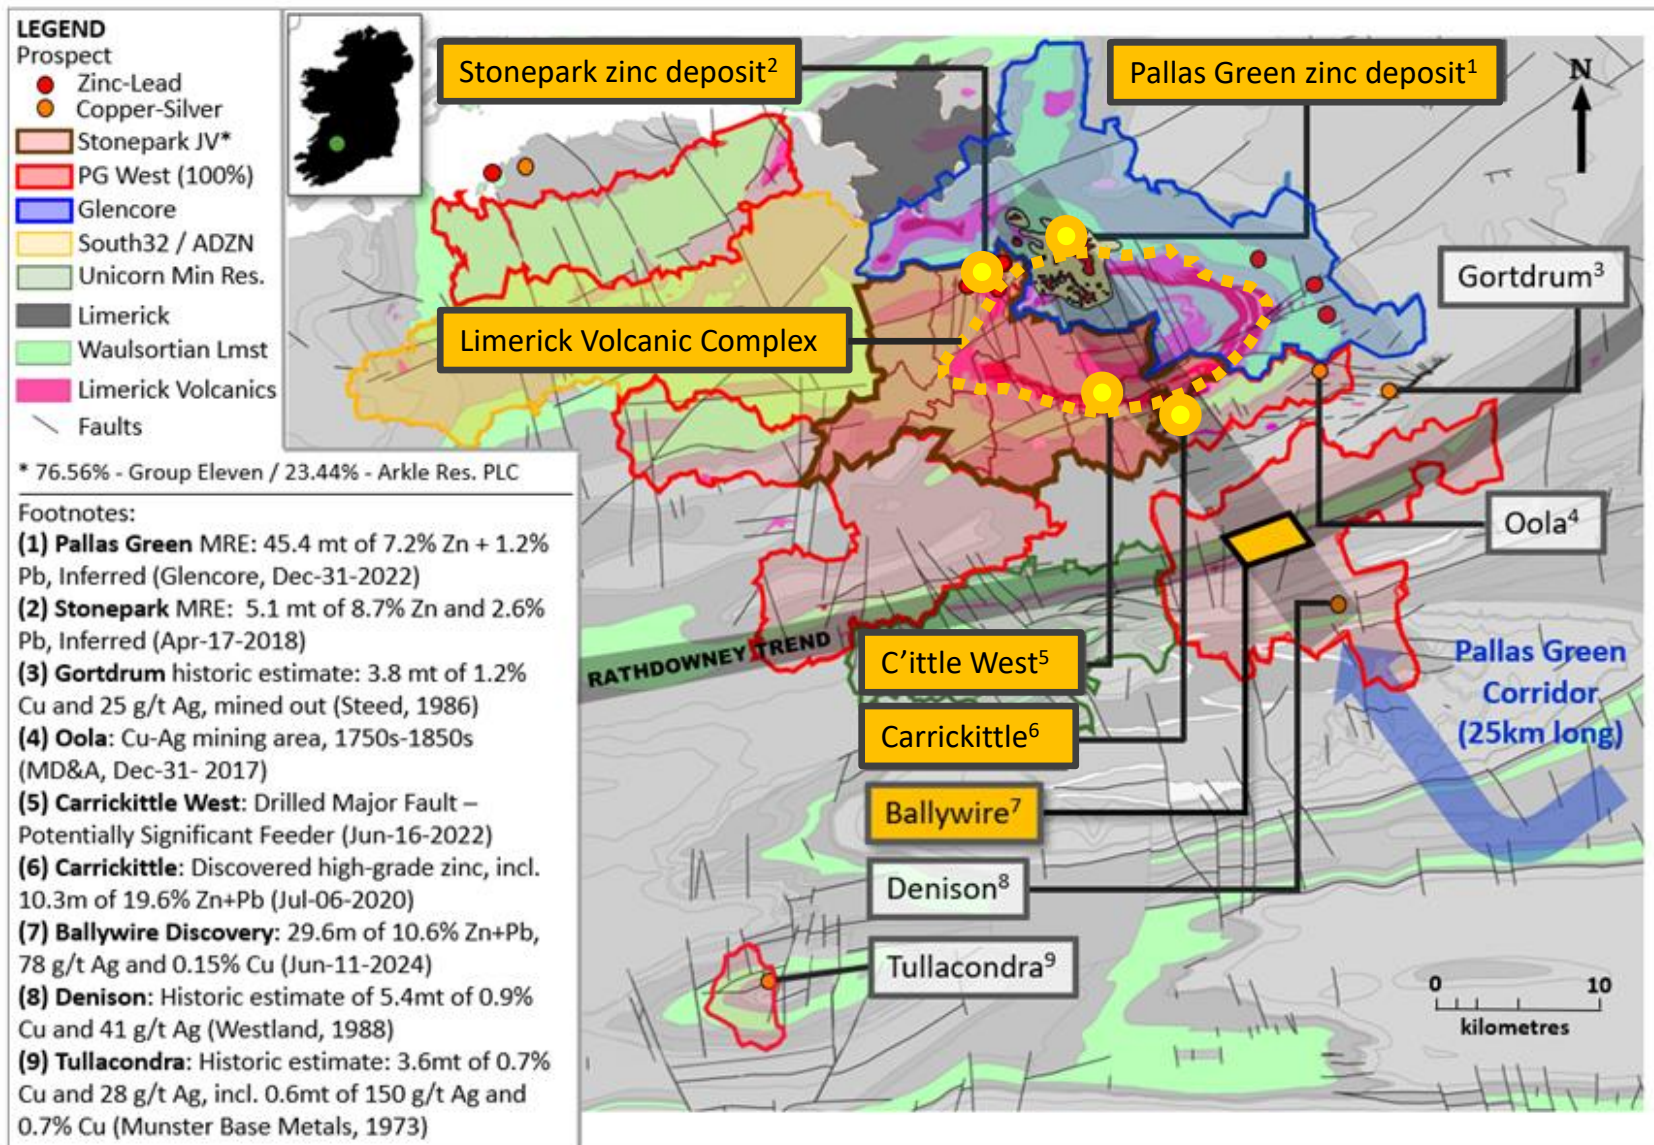 LEGEND
Prospect
Zinc-Lead
Copper-Silver
Stonepark JV*
PG West (100%)
Glencore
South32 / ADZN
Unicorn Min Res.
Limerick
Waulsortian Lmst
Limerick Volcanics
Faults
* 76.56% - Group Eleven / 23.44% - Arkle Res. PLC
Footnotes:
(1) Pallas Green MRE: 45.4 mt of 7.2% Zn + 1.2%
Pb, Inferred (Glencore, Dec-31-2022)
(2) Stonepark MRE: 5.1 mt of 8.7% Zn and 2.6%
Pb, Inferred (Apr-17-2018)
(3) Gortdrum historic estimate: 3.8 mt of 1.2%
Cu and 25 g/t Ag, mined out (Steed, 1986)
(4) Oola: Cu-Ag mining area, 1750s-1850s
(MD&A, Dec-31- 2017)
(5) Carrickittle West: Drilled Major Fault –
Potentially Significant Feeder (Jun-16-2022)
(6) Carrickittle: Discovered high-grade zinc, incl.
10.3m of 19.6% Zn+Pb (Jul-06-2020)
(7) Ballywire Discovery: 29.6m of 10.6% Zn+Pb,
78 g/t Ag and 0.15% Cu (Jun-11-2024)
(8) Denison: Historic estimate of 5.4mt of 0.9%
Cu and 41 g/t Ag (Westland, 1988)
(9) Tullacondra: Historic estimate: 3.6mt of 0.7%
Cu and 28 g/t Ag, incl. 0.6mt of 150 g/t Ag and
0.7% Cu (Munster Base Metals, 1973)
Stonepark zinc deposit²
Pallas Green zinc deposit¹
N
Gortdrum³
Limerick Volcanic Complex
Oola⁴
RATHDOWNEY TREND
C’ittle West⁵
Carrickittle⁶
Pallas Green
Corridor
(25km long)
Ballywire⁷
Denison⁸
Tullacondra⁹
0 10
kilometres